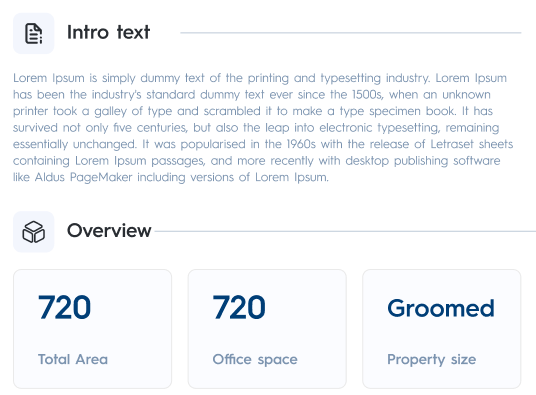 Intro text
Lorem Ipsum is simply dummy text of the printing and typesetting industry. Lorem Ipsum
has been the industry's standard dummy text ever since the 1500s, when an unknown
printer took a galley of type and scrambled it to make a type specimen book. It has
survived not only five centuries, but also the leap into electronic typesetting, remaining
essentially unchanged. It was popularised in the 1960s with the release of Letraset sheets
containing Lorem Ipsum passages, and more recently with desktop publishing software
like Aldus PageMaker including versions of Lorem Ipsum.
Overview
720
Total Area
720
Office space
Groomed
Property size